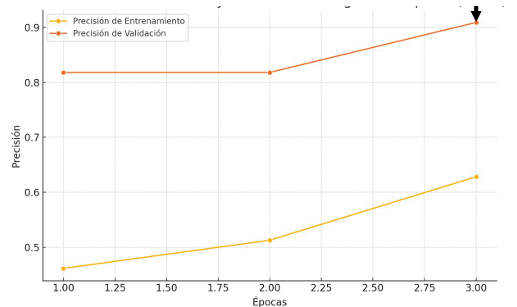 Precisión de Entrenamiento
Precisión de Validación
Precisión
0.9
0.8
0.7
0.6
0.5
1.00 1.25 1.50 1.75 2.00 2.25 2.50 2.75 3.00
Épocas